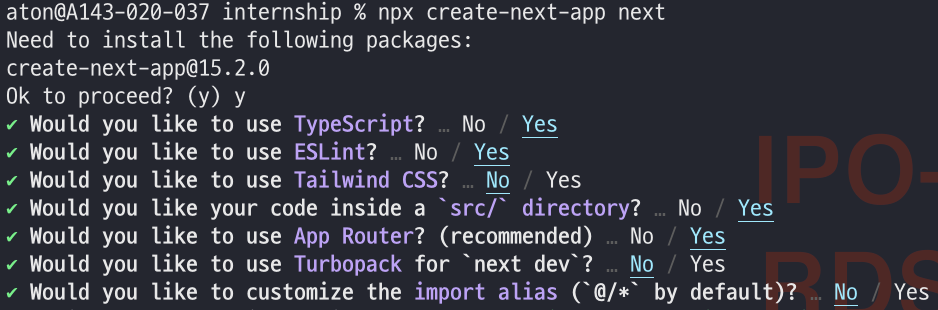 aton@A143-020-037 internship % npx create-next-app next
Need to install the following packages:
create-next-app@15.2.0
Ok to proceed? (y) y
✔ Would you like to use TypeScript? … No / Yes
✔ Would you like to use ESLint? … No / Yes
✔ Would you like to use Tailwind CSS? … No / Yes
✔ Would you like your code inside a `src/` directory? … No / Yes
✔ Would you like to use App Router? (recommended) … No / Yes
✔ Would you like to use Turbopack for `next dev`? … No / Yes
✔ Would you like to customize the import alias (`@/*` by default)? … No / Yes
IPO-
RDS